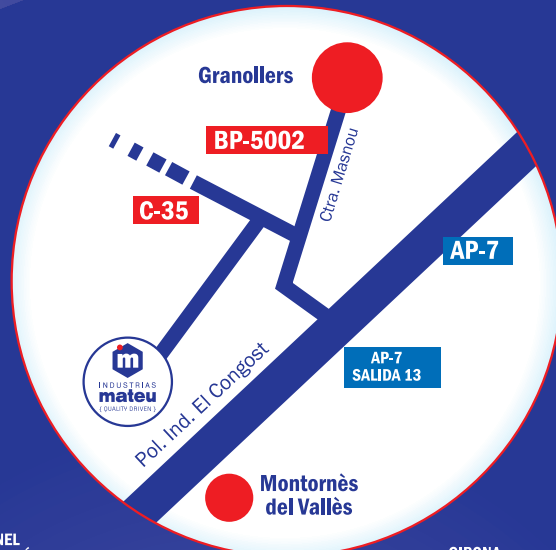 Granollers
BP-5002
Ctra. Masnou
C-35
AP-7
AP-7
SALIDA 13
m
INDUSTRIAS
mateu
{ QUALITY DRIVEN }
Pol. Ind. El Congost
Montornès
del Vallès